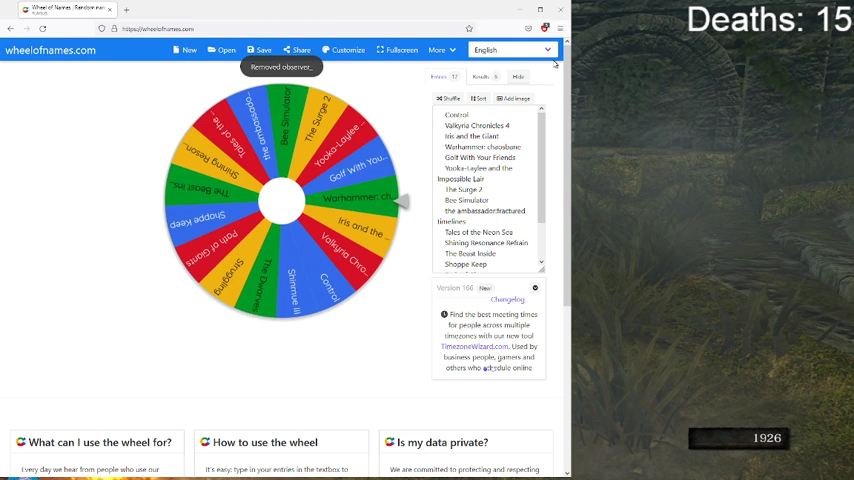 Wheel of Names | Random nam
Deaths: 15
https://wheelofnames.com
wheelofnames.com
New
Open
Save
Share
Customize
Fullscreen
More
English
Removed observer_
Entries 17
Results 6
Hide
Shuffle
Sort
Add image
Control
Valkyria Chronicles 4
Iris and the Giant
Warhammer: chaosbane
Golf With Your Friends
Yooka-Laylee and the
Impossible Lair
The Surge 2
Bee Simulator
the ambassador:fractured
timelines
Tales of the Neon Sea
Shining Resonance Refrain
The Beast Inside
Shoppe Keep
Bee Simulator
The Surge 2
Yooka-Laylee ...
Golf With You...
Warhammer: ch...
Iris and the ...
Valkyria Chro...
Control
Shinmue iii
The Dwarves
Struggling
Path of Giants
Shoppe Keep
The Beast Ins
Shining Reson...
Tales of the ...
the ambassado...
Version 166 New!
Changelog
Find the best meeting times
for people across multiple
timezones with our new tool
TimezoneWizard.com. Used by
business people, gamers and
others who schedule online
1926
What can I use the wheel for?
How to use the wheel
Is my data private?
Every day we hear from people who use our
It's easy: type in your entries in the textbox to
We are committed to protecting and respecting